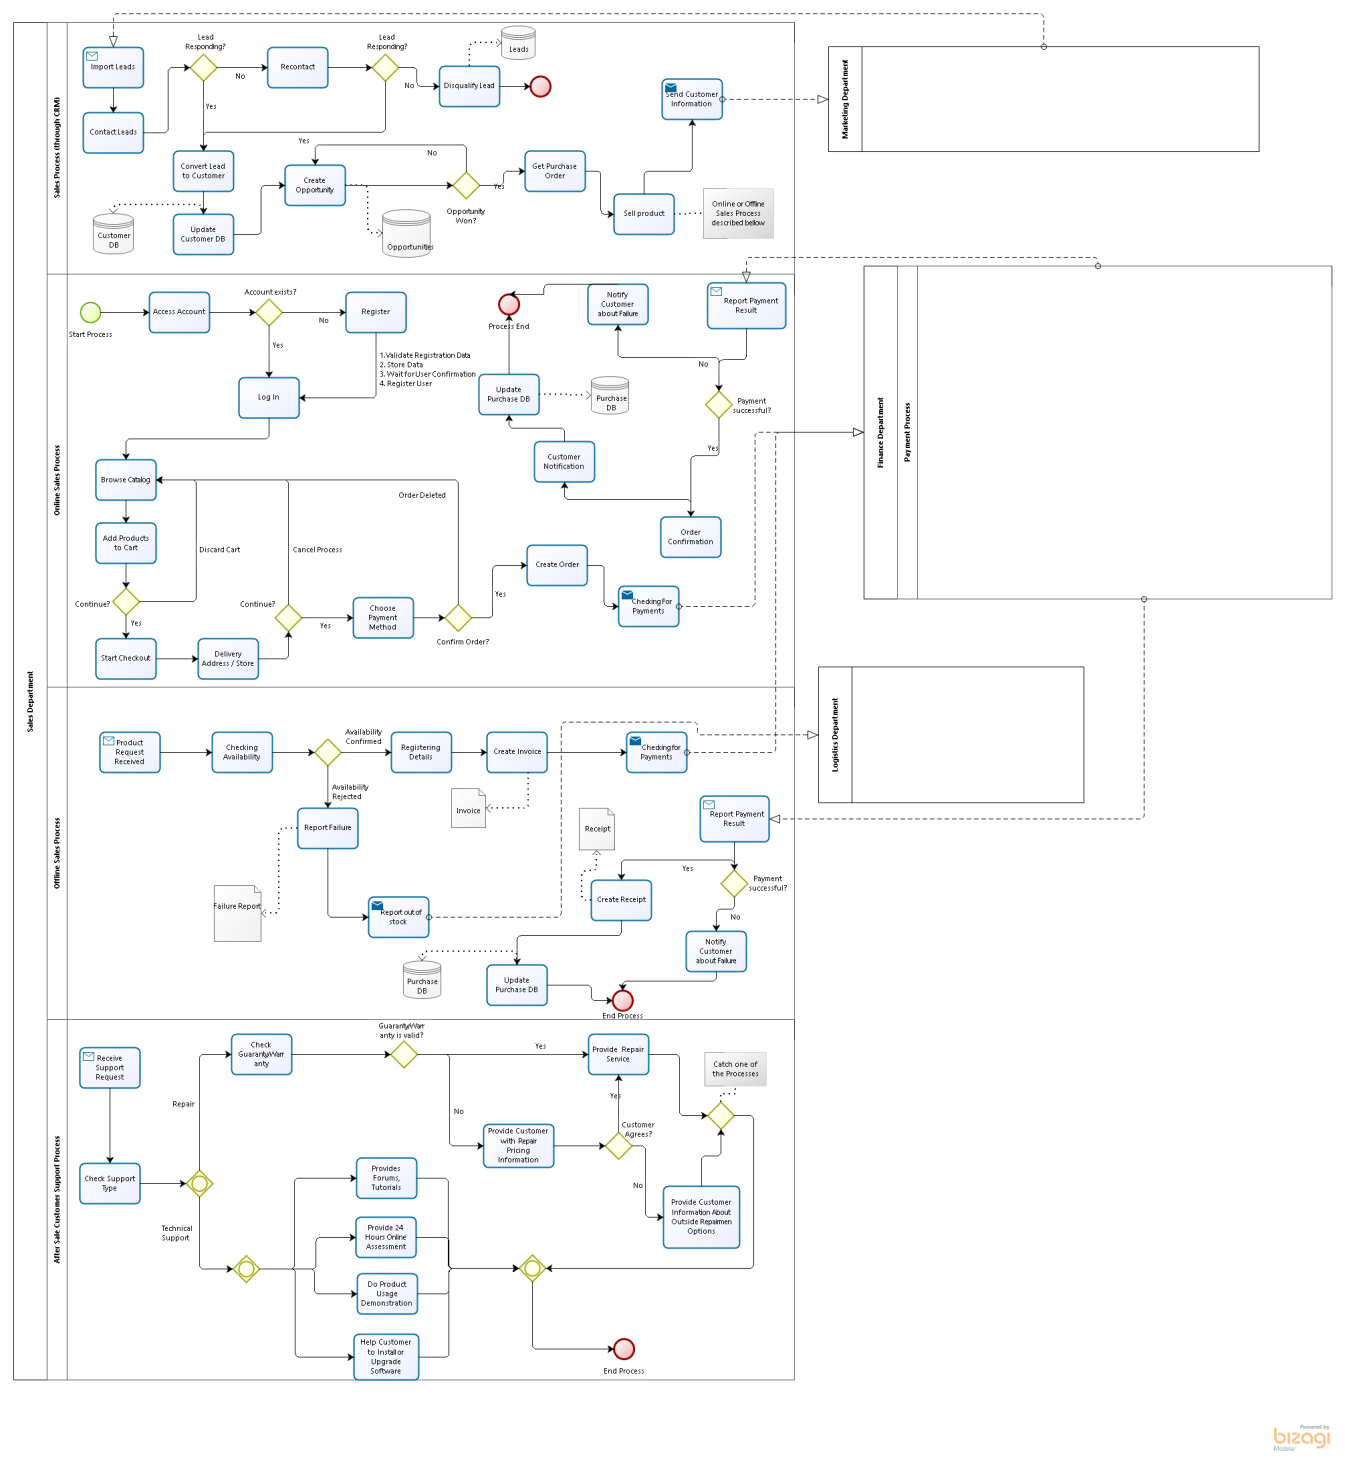 Sales Department
Sales Process (through CRM)
Import Leads
Contact Leads
Lead
Responding?
No
Yes
Recontact
Lead
Responding?
No
Disqualify Lead
Leads
Convert Lead
to Customer
Update
Customer DB
Customer
DB
Yes
No
Create
Opportunity
Opportunities
Opportunity
Won?
Yes
Get Purchase
Order
Sell product
Send Customer
Information
Online or Offline
Sales Process
described bellow
Marketing Department
Online Sales Process
Start Process
Access Account
Account exists?
No
Yes
Register
1. Validate Registration Data
2. Store Data
3. Wait for User Confirmation
4. Register User
Log In
Browse Catalog
Add Products
to Cart
Continue?
Yes
Discard Cart
Start Checkout
Delivery
Address / Store
Continue?
Yes
Cancel Process
Choose
Payment
Method
Order Deleted
Confirm Order?
Yes
Create Order
Checking For
Payments
Process End
Notify
Customer
about Failure
Report Payment
Result
No
Payment
successful?
Yes
Update
Purchase DB
Purchase
DB
Customer
Notification
Order
Confirmation
Finance Department
Payment Process
Offline Sales Process
Product
Request
Received
Checking
Availability
Availability
Confirmed
Availability
Rejected
Registering
Details
Create Invoice
Checking for
Payments
Invoice
Report Failure
Failure Report
Report out of
stock
Receipt
Create Receipt
Yes
Report Payment
Result
Payment
successful?
No
Notify
Customer
about Failure
Purchase
DB
Update
Purchase DB
End Process
Logistics Department
After Sale Customer Support Process
Receive
Support
Request
Check Support
Type
Repair
Technical
Support
Check
Guaranty/Warr
anty
Guaranty/Warr
anty is valid?
Yes
No
Provide Repair
Service
Catch one of
the Processes
Provide Customer
with Repair
Pricing
Information
Customer
Agrees?
Yes
No
Provide Customer
Information About
Outside Repairmen
Options
Provides
Forums,
Tutorials
Provide 24
Hours Online
Assessment
Do Product
Usage
Demonstration
Help Customer
to Install or
Upgrade
Software
End Process
Powered by
bizagi
Modeler